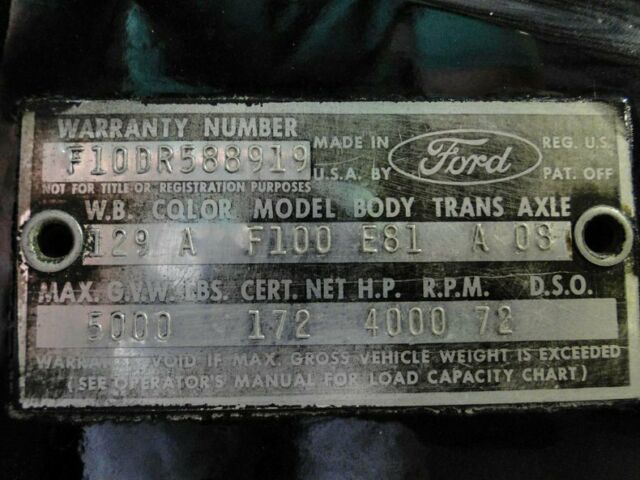 WARRANTY NUMBER
F10DR588919
MADE IN
U.S.A. BY
Ford
REG. U.S.
PAT. OFF
NOT FOR TITLE OR REGISTRATION PURPOSES
W.B. COLOR MODEL BODY TRANS AXLE
129 A F100 E81 A 08
MAX. G.V.W. LBS. CERT. NET H.P. R.P.M. D.S.O.
5000 172 4000 72
WARRANTY VOID IF MAX. GROSS VEHICLE WEIGHT IS EXCEEDED
(SEE OPERATOR'S MANUAL FOR LOAD CAPACITY CHART)